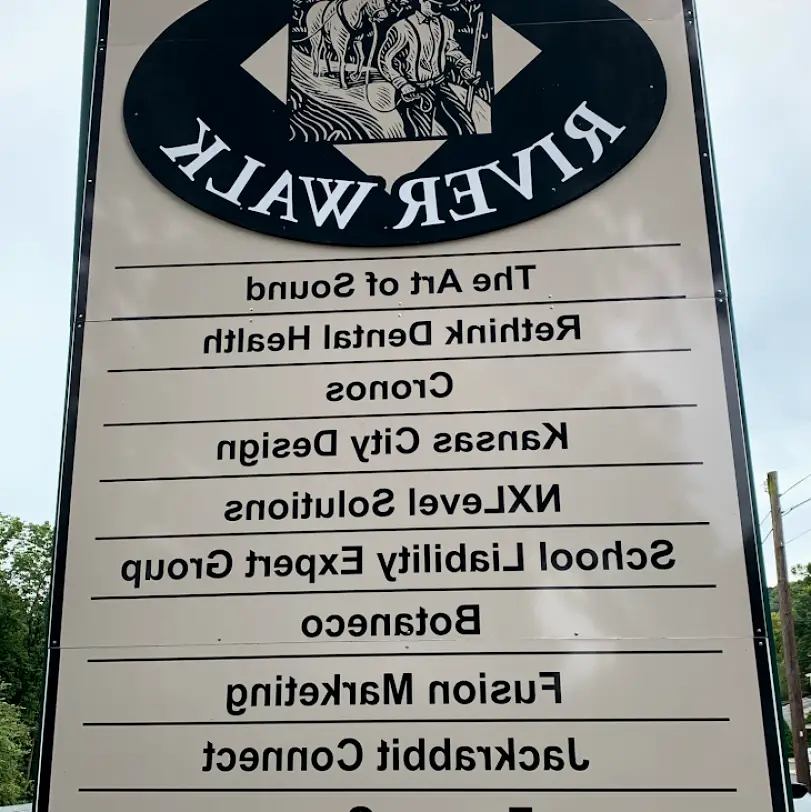 RIVER WALK
The Art of Sound
Rethink Dental Health
Cronos
Kansas City Design
NXLevel Solutions
School Liability Expert Group
Botaneco
Fusion Marketing
Jackrabbit Connect